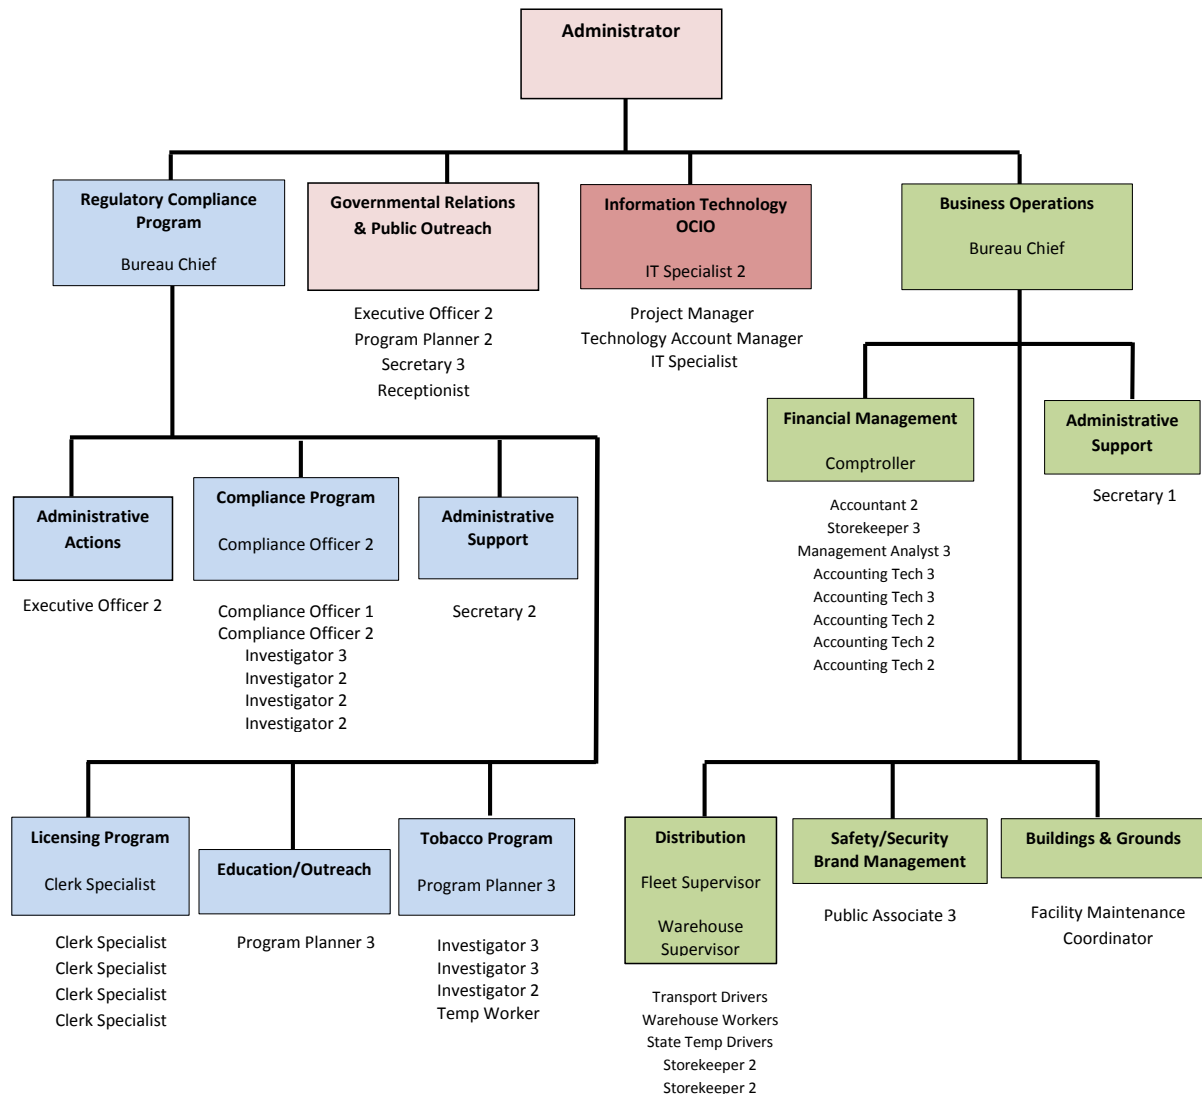 Administrator
Regulatory Compliance
Program
Bureau Chief
Governmental Relations
& Public Outreach
Executive Officer 2
Program Planner 2
Secretary 3
Receptionist
Information Technology
OCIO
IT Specialist 2
Project Manager
Technology Account Manager
IT Specialist
Business Operations
Bureau Chief
Financial Management
Comptroller
Accountant 2
Storekeeper 3
Management Analyst 3
Accounting Tech 3
Accounting Tech 3
Accounting Tech 2
Accounting Tech 2
Accounting Tech 2
Administrative
Support
Secretary 1
Administrative
Actions
Executive Officer 2
Compliance Program
Compliance Officer 2
Compliance Officer 1
Compliance Officer 2
Investigator 3
Investigator 2
Investigator 2
Investigator 2
Administrative
Support
Secretary 2
Licensing Program
Clerk Specialist
Clerk Specialist
Clerk Specialist
Clerk Specialist
Clerk Specialist
Education/Outreach
Program Planner 3
Tobacco Program
Program Planner 3
Investigator 3
Investigator 3
Investigator 2
Temp Worker
Distribution
Fleet Supervisor
Warehouse
Supervisor
Transport Drivers
Warehouse Workers
State Temp Drivers
Storekeeper 2
Storekeeper 2
Safety/Security
Brand Management
Public Associate 3
Buildings & Grounds
Facility Maintenance
Coordinator